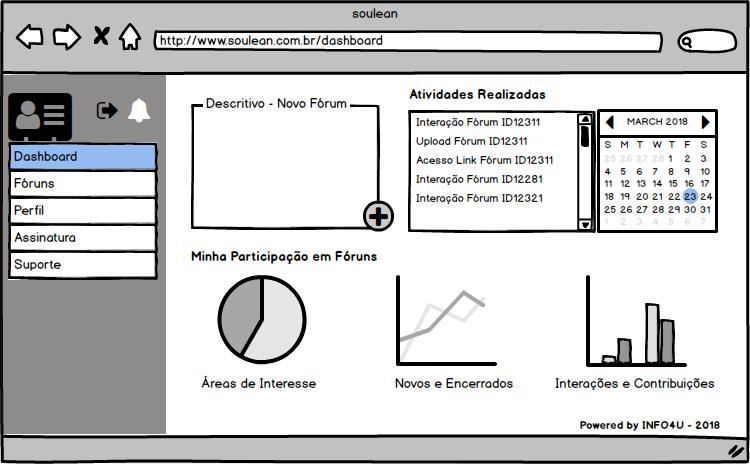 soulean
http://www.soulean.com.br/dashboard
Dashboard
Fóruns
Perfil
Assinatura
Suporte
Descritivo - Novo Fórum
Atividades Realizadas
Interação Fórum ID12311
Upload Fórum ID12311
Acesso Link Fórum ID12311
Interação Fórum ID12281
Interação Fórum ID12321
MARCH 2018
S M T W T F S
25 26 27 28 1 2 3
4 5 6 7 8 9 10
11 12 13 14 15 16 17
18 19 20 21 22 23 24
25 26 27 28 29 30 31
1 2 3 4 5 6 7
Minha Participação em Fóruns
Áreas de Interesse
Novos e Encerrados
Interações e Contribuições
Powered by INFO4U - 2018